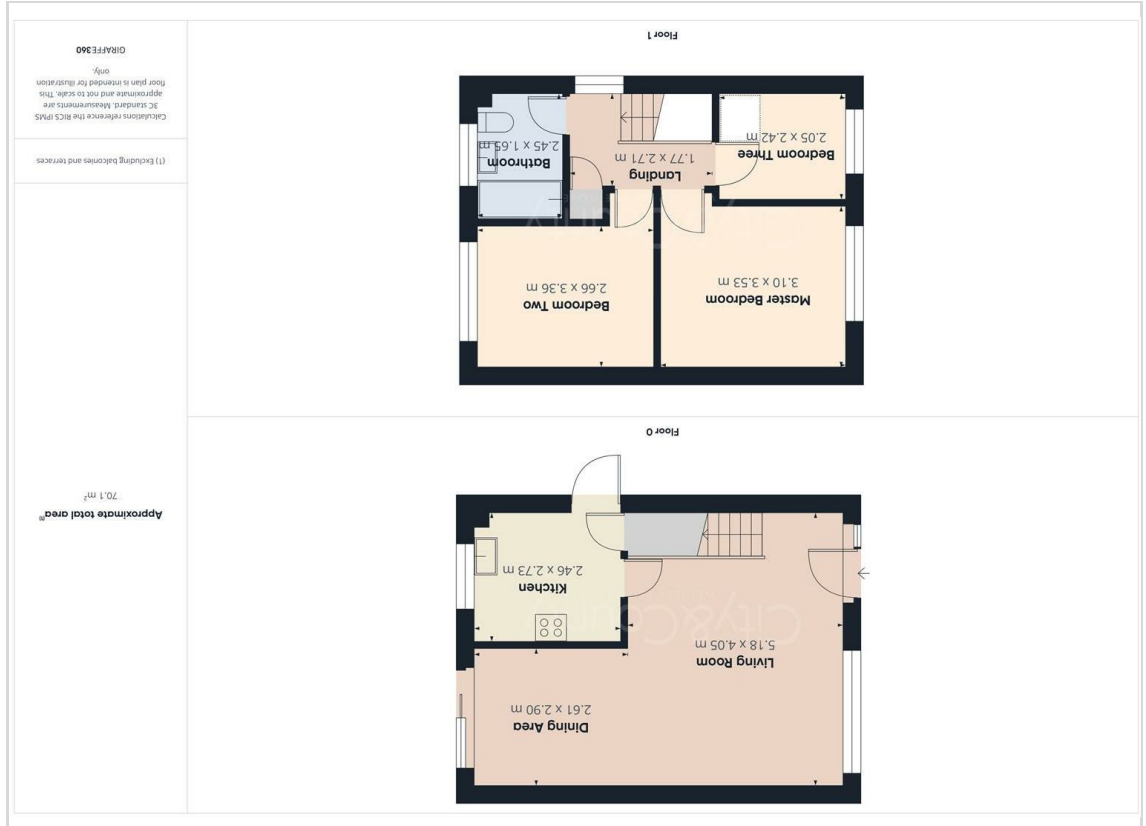 Dining Area
2.61 x 2.90 m
Living Room
5.18 x 4.05 m
City&County
Kitchen
2.46 x 2.73 m
Floor 0
Master Bedroom
3.10 x 3.53 m
Bedroom Two
2.66 x 3.36 m
Landing
1.77 x 2.71 m
Bedroom Three
2.05 x 2.42 m
Bathroom
2.45 x 1.65 m
Floor 1
Approximate total area(1)
70.1 m²
(1) Excluding balconies and terraces
Calculations reference the RICS IPMS
3C standard. Measurements are
approximate and not to scale. This
floor plan is intended for illustration
only.
GIRAFFE360